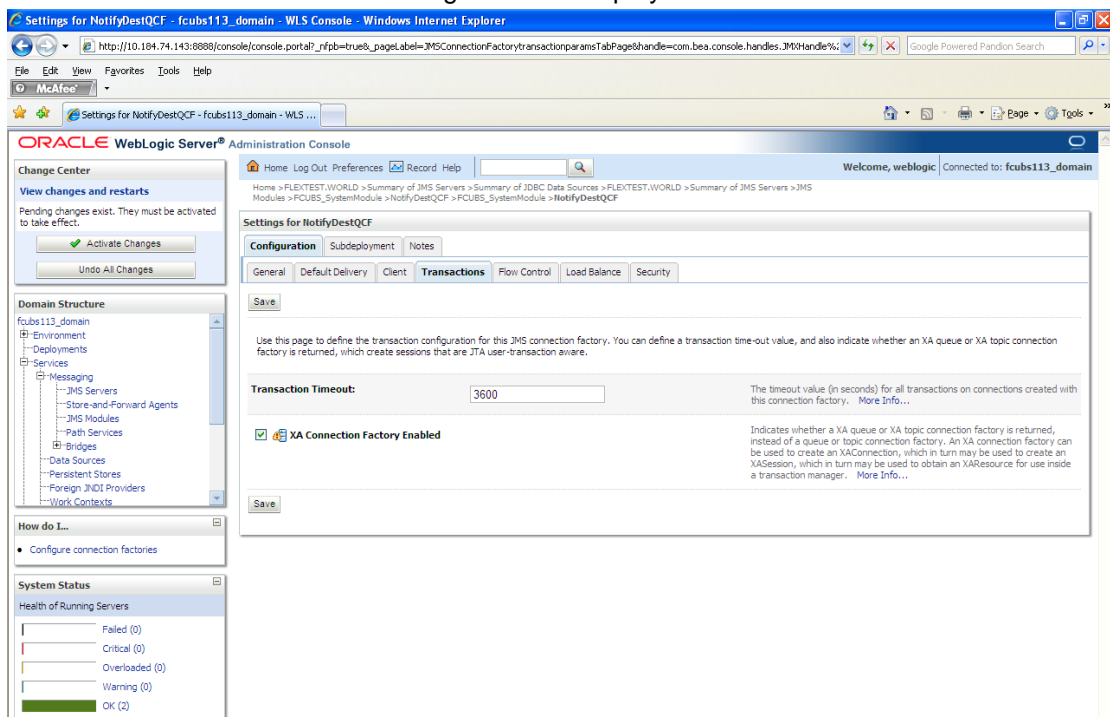 Settings for NotifyDestQCF - fcubs113_domain - WLS Console - Windows Internet Explorer
http://10.184.74.143:8888/console/console.portal?_nfpb=true&_pageLabel=JMSConnectionFactorytransactionparamsTabPage&handle=com.bea.console.handles.JMXHandle%
Google Powered Pandion Search
File Edit View Favorites Tools Help
McAfee
Settings for NotifyDestQCF - fcubs113_domain - WLS ...
Page Tools
ORACLE WebLogic Server® Administration Console
Change Center
View changes and restarts
Pending changes exist. They must be activated
to take effect.
Activate Changes
Undo All Changes
Domain Structure
fcubs113_domain
Environment
Deployments
Services
Messaging
JMS Servers
Store-and-Forward Agents
JMS Modules
Path Services
Bridges
Data Sources
Persistent Stores
Foreign JNDI Providers
Work Contexts
How do I...
Configure connection factories
System Status
Health of Running Servers
Failed (0)
Critical (0)
Overloaded (0)
Warning (0)
OK (2)
Home Log Out Preferences Record Help
Welcome, weblogic Connected to: fcubs113_domain
Home >FLEXTEST.WORLD >Summary of JMS Servers >Summary of JDBC Data Sources >FLEXTEST.WORLD >Summary of JMS Servers >JMS
Modules >FCUBS_SystemModule >NotifyDestQCF >FCUBS_SystemModule >NotifyDestQCF
Settings for NotifyDestQCF
Configuration Subdeployment Notes
General Default Delivery Client Transactions Flow Control Load Balance Security
Save
Use this page to define the transaction configuration for this JMS connection factory. You can define a transaction time-out value, and also indicate whether an XA queue or XA topic connection
factory is returned, which create sessions that are JTA user-transaction aware.
Transaction Timeout:
3600
The timeout value (in seconds) for all transactions on connections created with
this connection factory. More Info...
XA Connection Factory Enabled
Indicates whether a XA queue or XA topic connection factory is returned,
instead of a queue or topic connection factory. An XA connection factory can
be used to create an XAConnection, which in turn may be used to create an
XASession, which in turn may be used to obtain an XAResource for use inside
a transaction manager. More Info...
Save